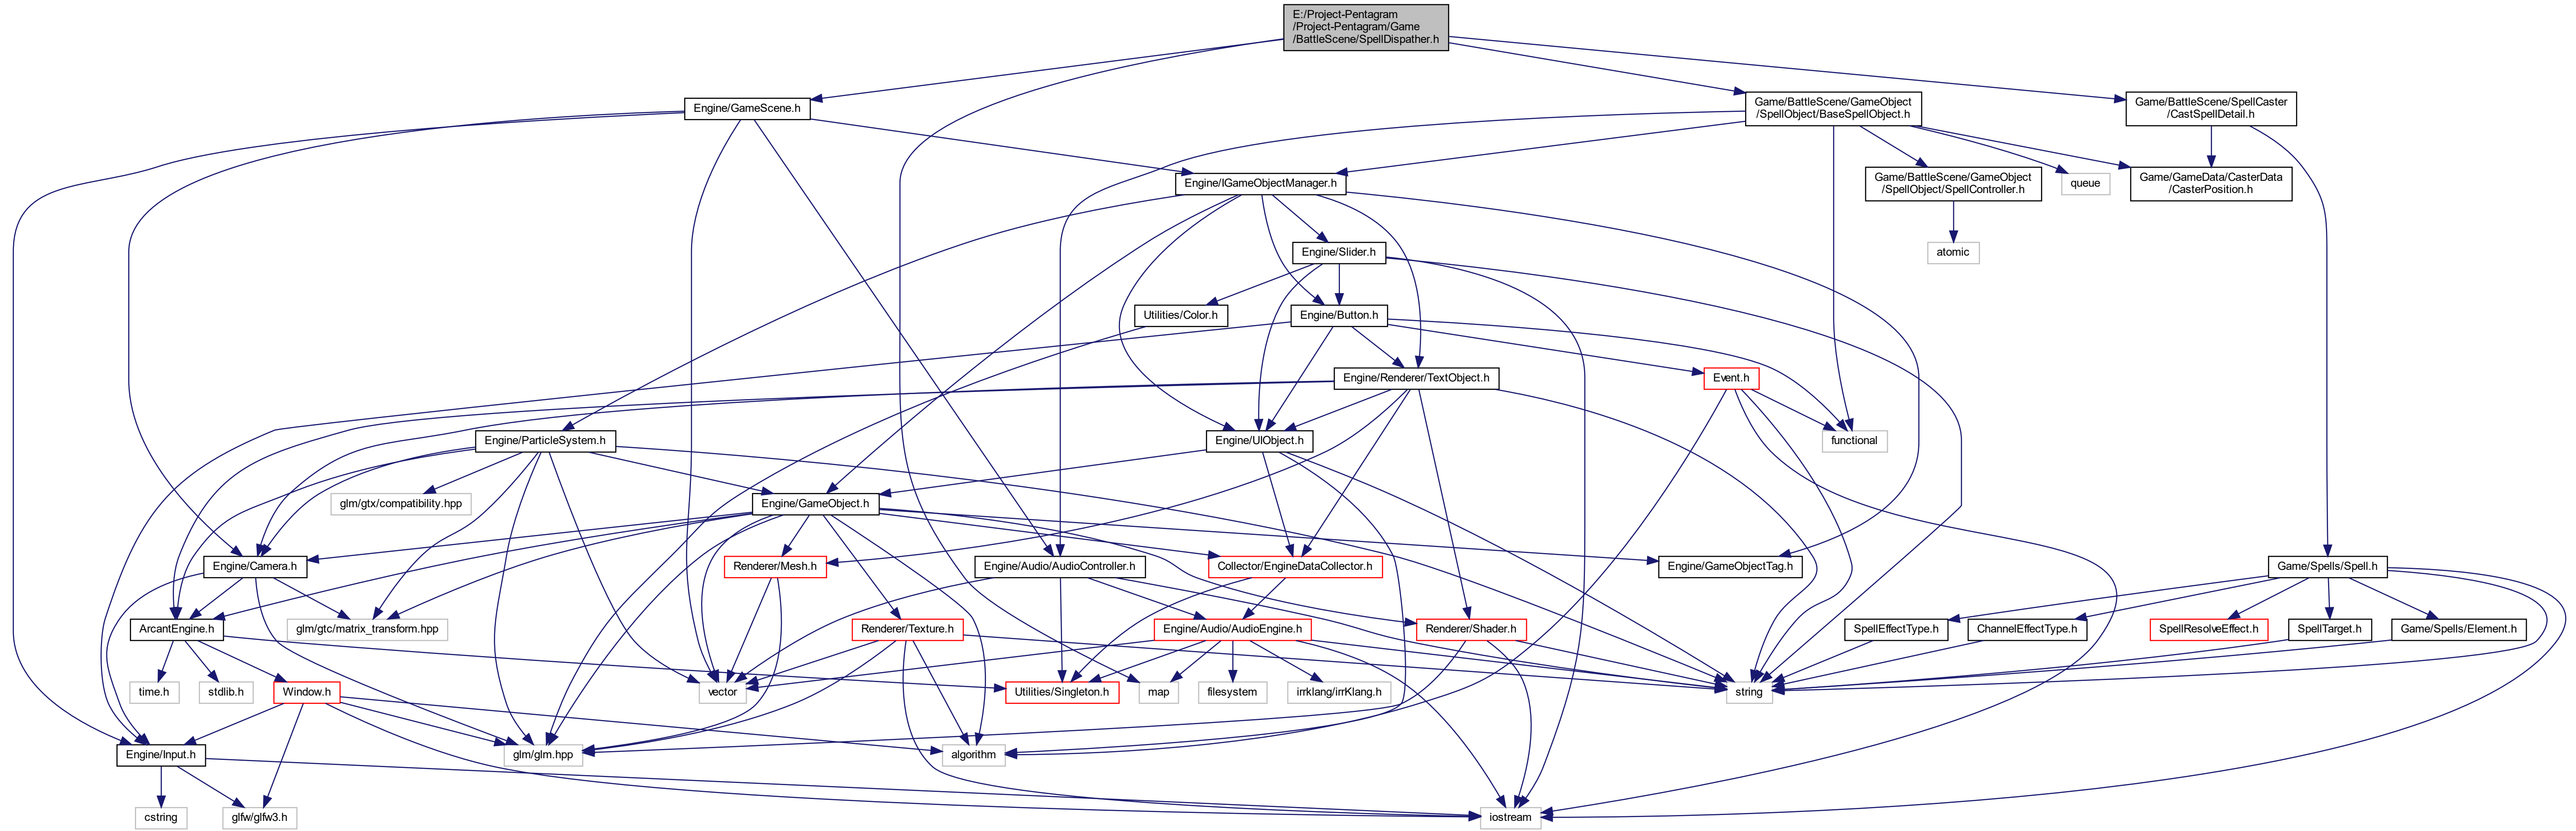 E:/Project-Pentagram
/Project-Pentagram/Game
/BattleScene/SpellDispather.h
Engine/GameScene.h
Game/BattleScene/GameObject
/SpellObject/BaseSpellObject.h
Game/BattleScene/SpellCaster
/CastSpellDetail.h
Engine/IGameObjectManager.h
Game/BattleScene/GameObject
/SpellObject/SpellController.h
queue
Game/GameData/CasterData
/CasterPosition.h
Engine/Slider.h
atomic
Utilities/Color.h
Engine/Button.h
Engine/Renderer/TextObject.h
Event.h
Engine/ParticleSystem.h
Engine/UIObject.h
functional
glm/gtx/compatibility.hpp
Engine/GameObject.h
Engine/Camera.h
Renderer/Mesh.h
Engine/Audio/AudioController.h
Collector/EngineDataCollector.h
Engine/GameObjectTag.h
Game/Spells/Spell.h
ArcantEngine.h
glm/gtc/matrix_transform.hpp
Renderer/Texture.h
Engine/Audio/AudioEngine.h
Renderer/Shader.h
SpellEffectType.h
ChannelEffectType.h
SpellResolveEffect.h
SpellTarget.h
Game/Spells/Element.h
time.h
stdlib.h
Window.h
vector
Utilities/Singleton.h
map
filesystem
irrklang/irrKlang.h
string
Engine/Input.h
glm/glm.hpp
algorithm
cstring
glfw/glfw3.h
iostream